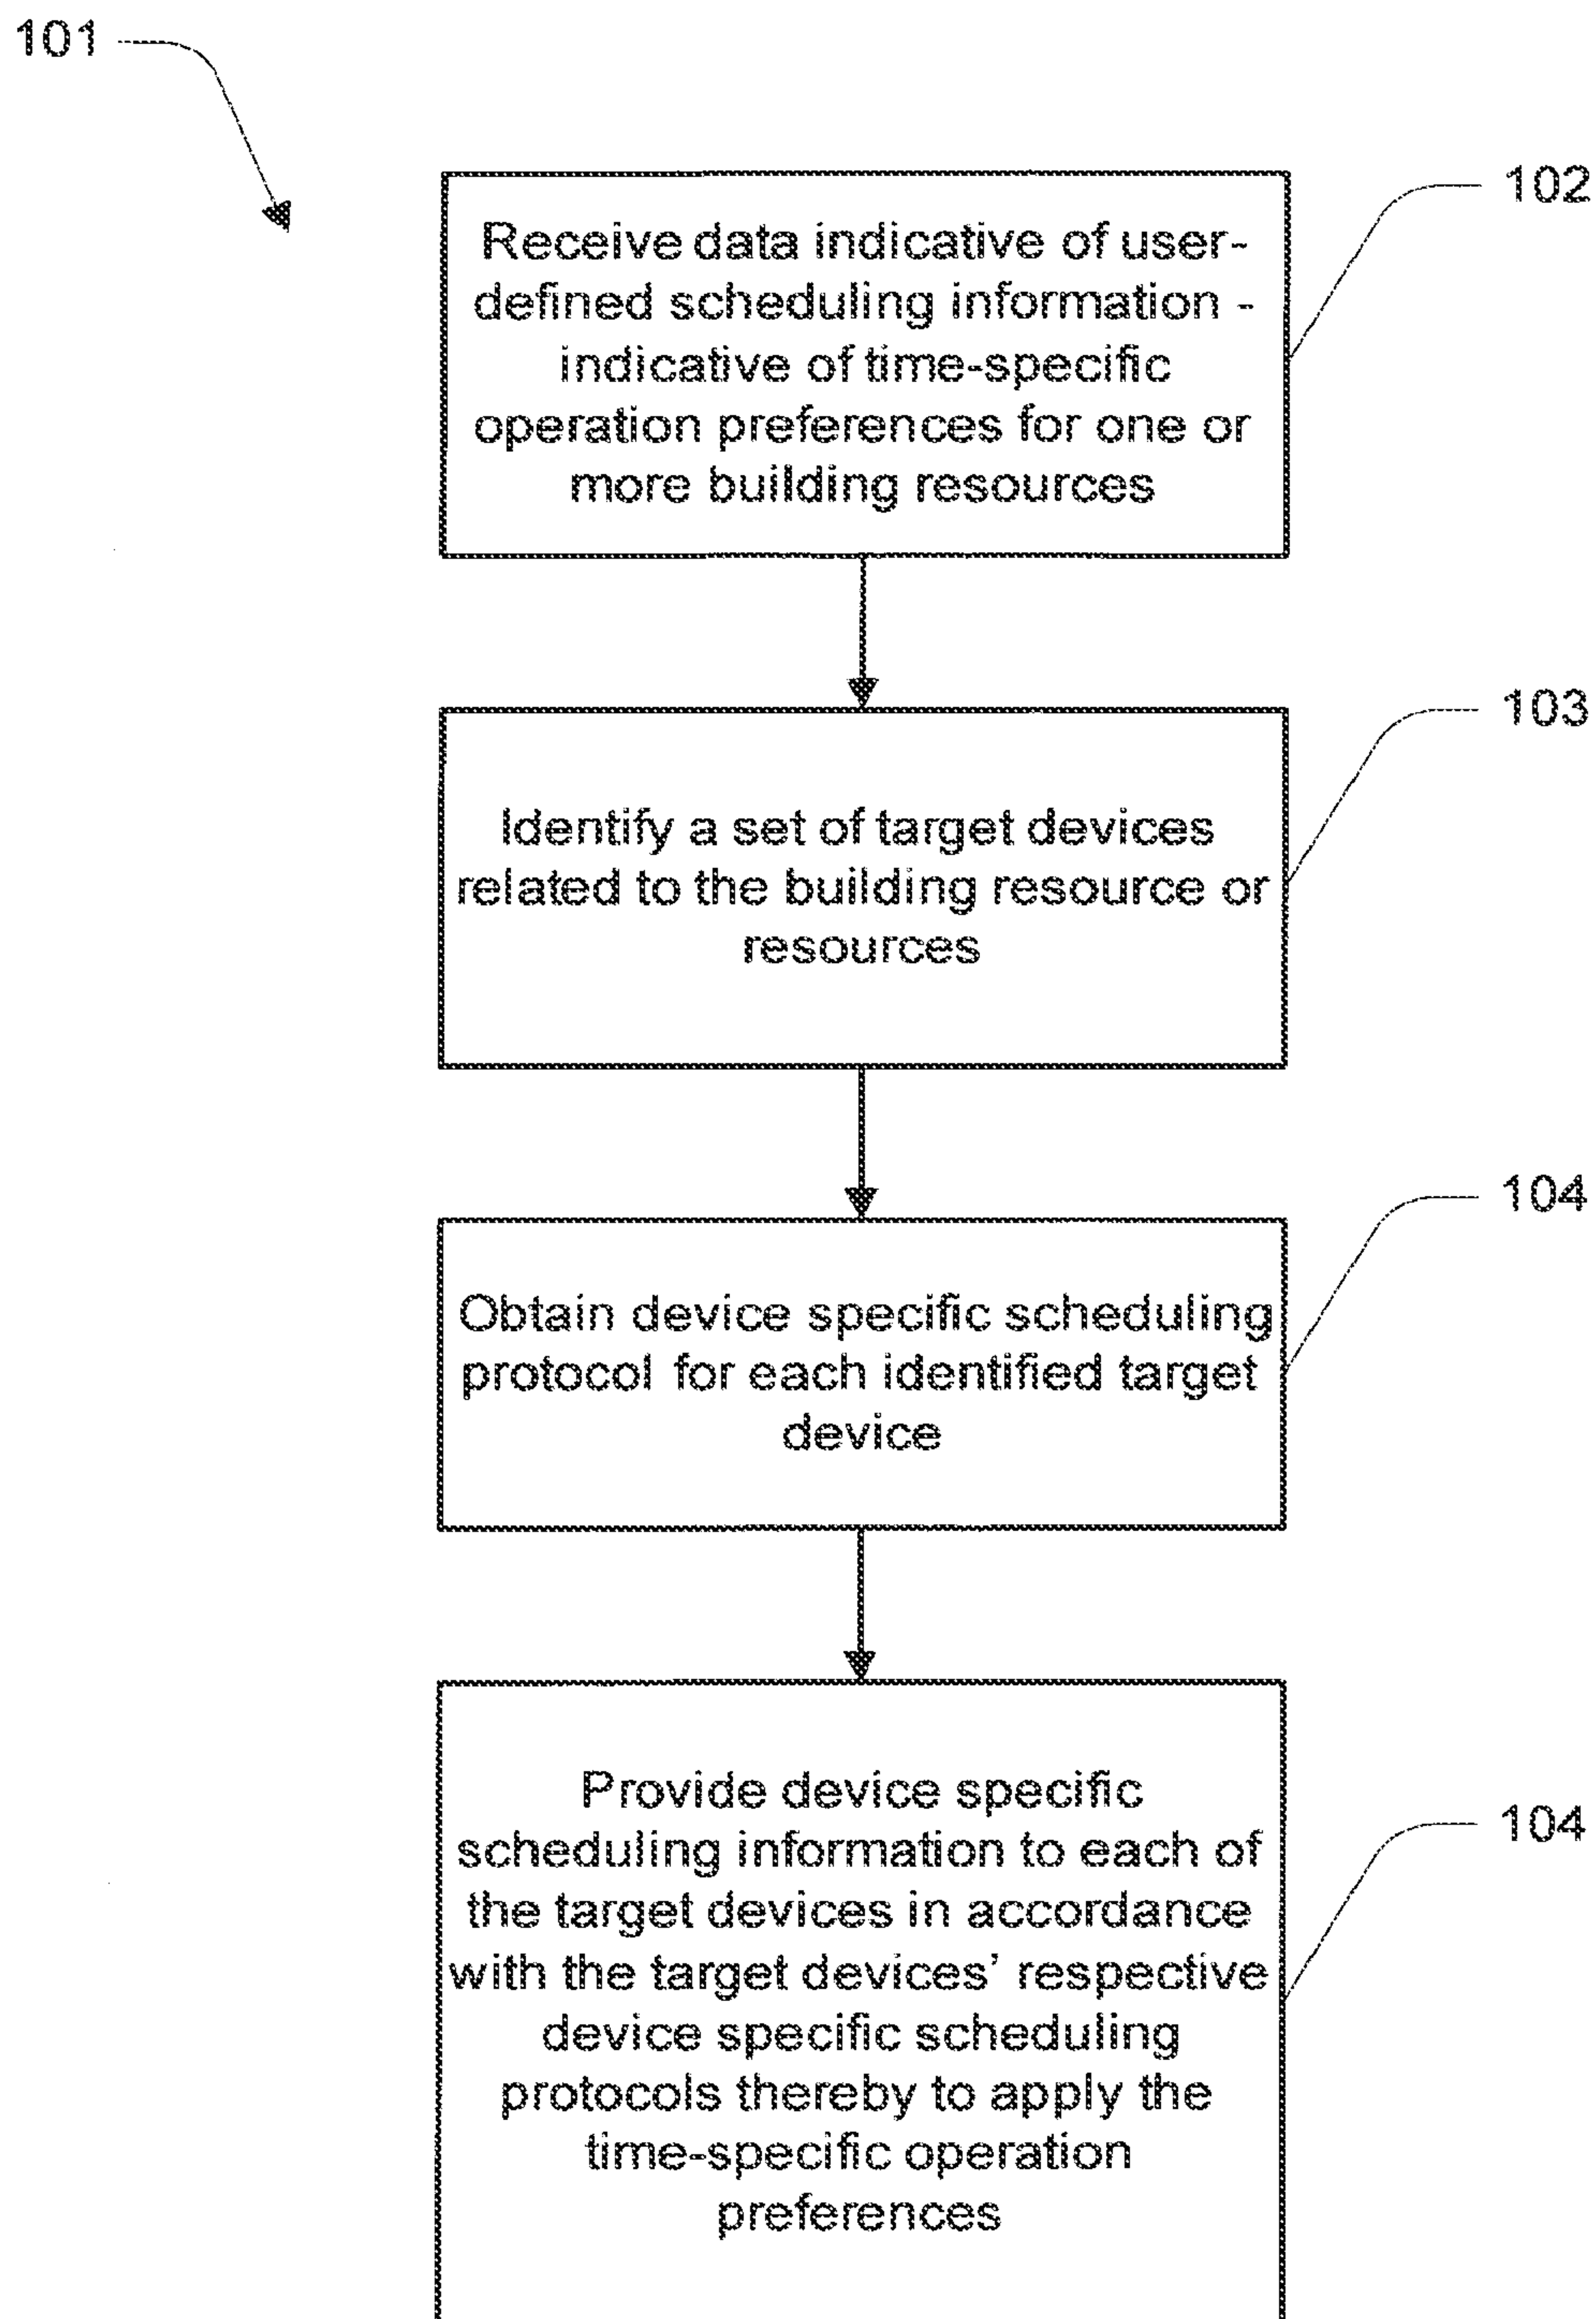 101
102
Receive data indicative of user-
defined scheduling information -
indicative of time-specific
operation preferences for one or
more building resources
103
Identify a set of target devices
related to the building resource or
resources
104
Obtain device specific scheduling
protocol for each identified target
device
104
Provide device specific
scheduling information to each of
the target devices in accordance
with the target devices’ respective
device specific scheduling
protocols thereby to apply the
time-specific operation
preferences